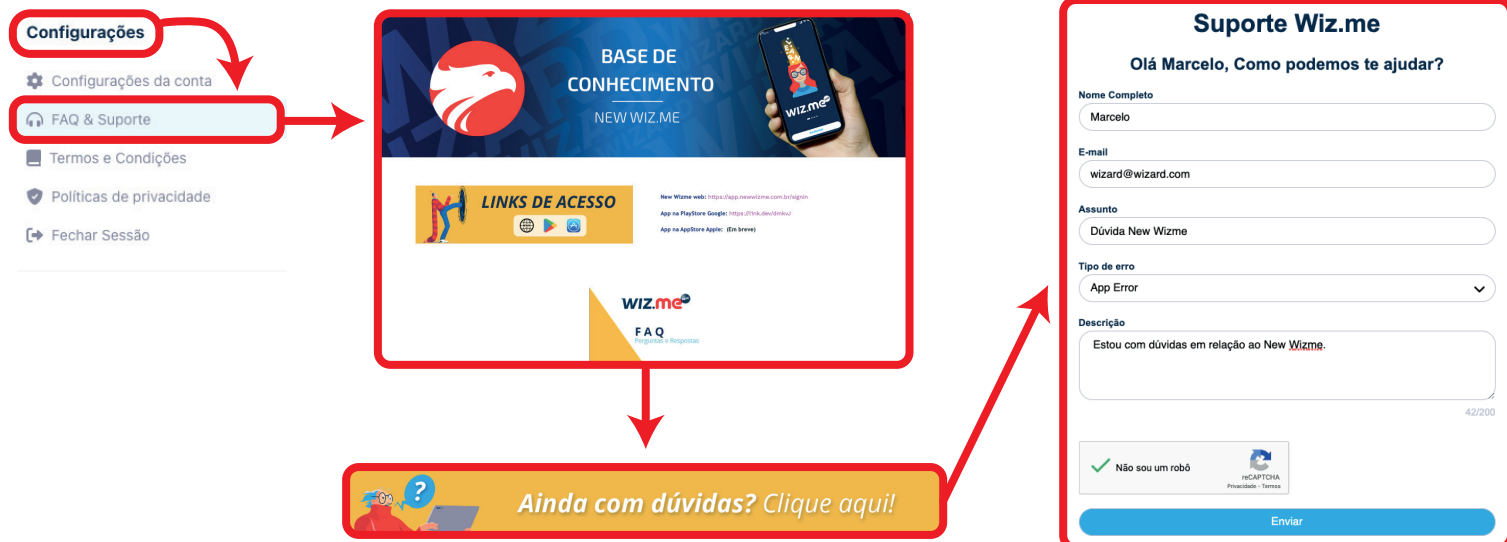 Configurações
Configurações da conta
FAQ & Suporte
Termos e Condições
Políticas de privacidade
Fechar Sessão
BASE DE
CONHECIMENTO
NEW WIZ.ME
wiz.me
LINKS DE ACESSO
New Wizme web: https://app.newwizme.com.br/signin
App na PlayStore Google: https://l1nk.dev/dmkvJ
App na AppStore Apple: (Em breve)
wiz.me
FAQ
Perguntas e Respostas
?
Ainda com dúvidas? Clique aqui!
Suporte Wiz.me
Olá Marcelo, Como podemos te ajudar?
Nome Completo
Marcelo
E-mail
wizard@wizard.com
Assunto
Dúvida New Wizme
Tipo de erro
App Error
Descrição
Estou com dúvidas em relação ao New Wizme.
42/200
Não sou um robô
reCAPTCHA
Privacidade - Termos
Enviar